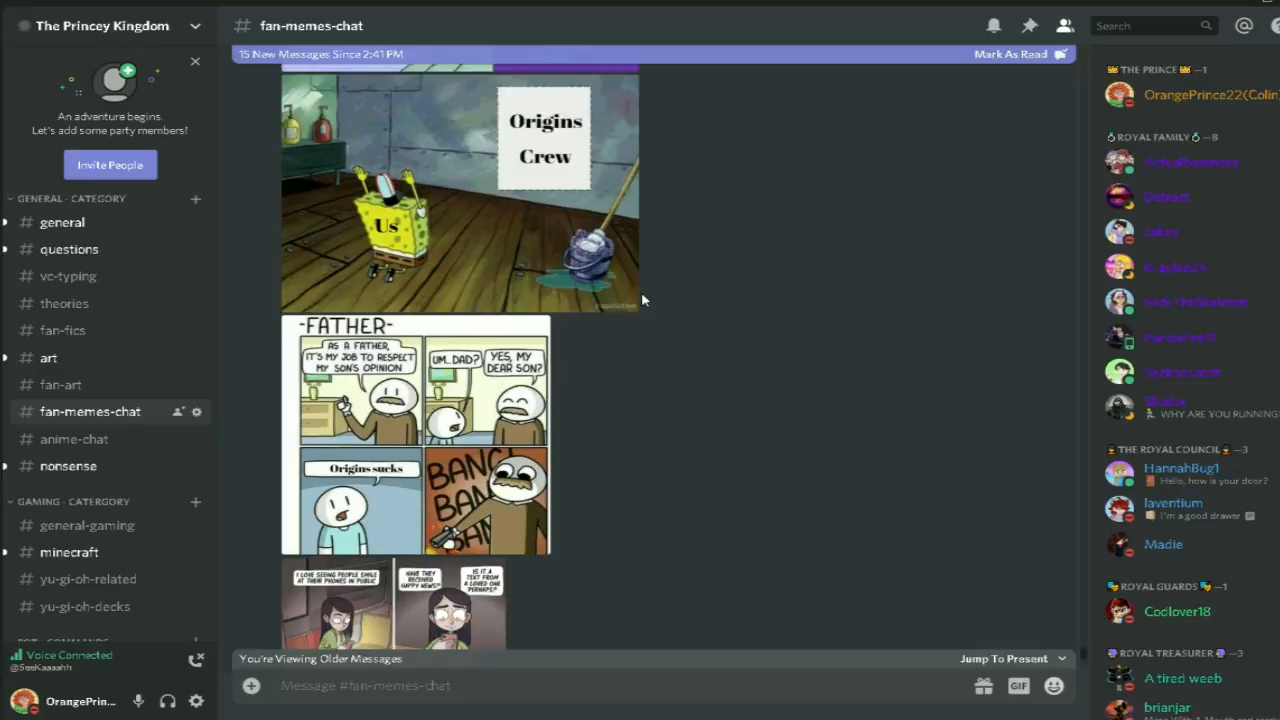 The Princey Kingdom
fan-memes-chat
Search
15 New Messages Since 2:41 PM
Mark As Read
An adventure begins.
Let's add some party members!
Invite People
GENERAL - CATEGORY
general
questions
vc-typing
theories
fan-fics
art
fan-art
fan-memes-chat
anime-chat
nonsense
GAMING - CATERGORY
general-gaming
minecraft
yu-gi-oh-related
yu-gi-oh-decks
Voice Connected
@SeeKaaaahh
OrangePrin...
Origins
Crew
Us
-FATHER-
AS A FATHER,
IT'S MY JOB TO RESPECT
MY SON'S OPINION
UM..DAD?
YES, MY
DEAR SON?
Origins sucks
BANG!
BANG
BANG
I LOVE SEEING PEOPLE SMILE
AT THEIR PHONES IN PUBLIC
HAVE THEY
RECEIVED
HAPPY NEWS?
IS IT A
TEXT FROM
A LOVED ONE
PERHAPS?
You're Viewing Older Messages
Jump To Present
Message #fan-memes-chat
GIF
THE PRINCE —1
OrangePrince22(Colin)
ROYAL FAMILY —8
NickTheSkeleton
Shadow
WHY ARE YOU RUNNING
THE ROYAL COUNCIL —3
HannahBug1
Hello, how is your door?
laventium
I'm a good drawer
Madie
ROYAL GUARDS —1
Codlover18
ROYAL TREASURER —3
A tired weeb
brianjar